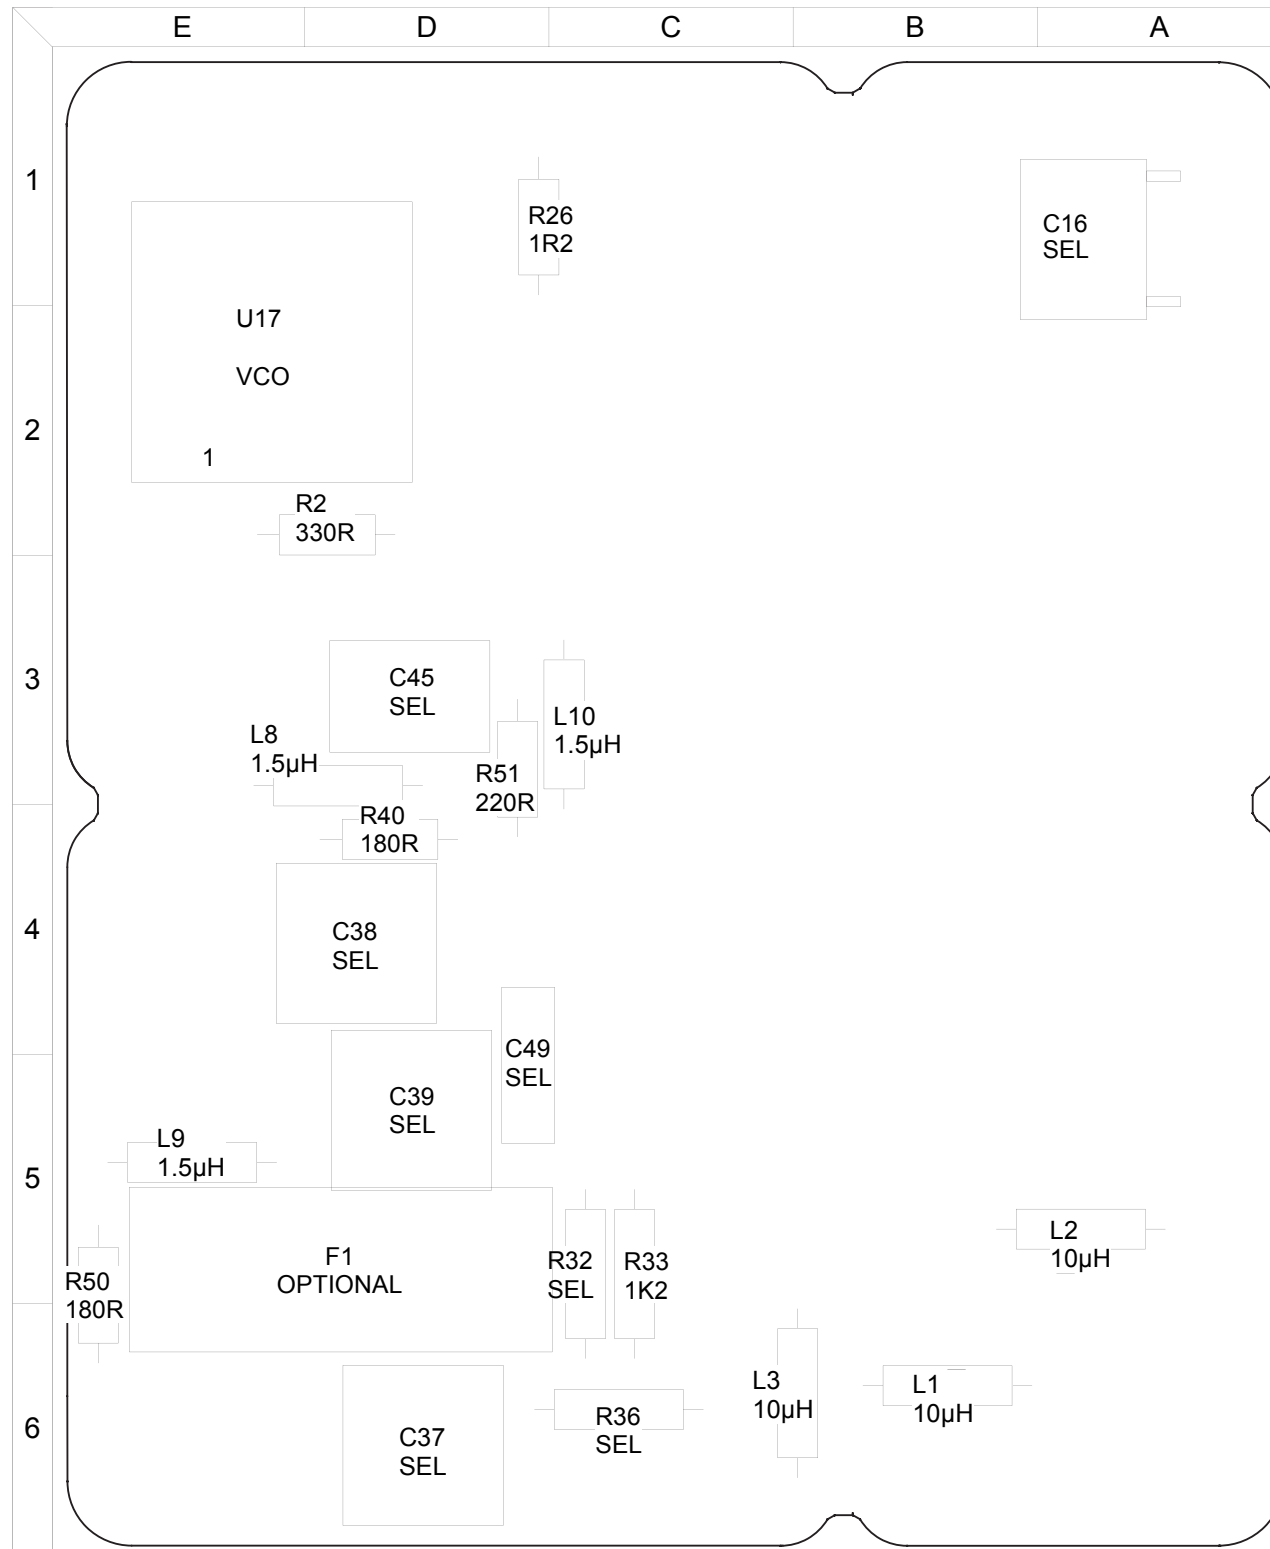 E D C B A
1
R26
1R2
C16
SEL
U17
VCO
2
1
R2
330R
3
C45
SEL
L10
1.5µH
L8
1.5µH
R51
220R
R40
180R
4
C38
SEL
C49
SEL
C39
SEL
L9
1.5µH
5
L2
10µH
F1
OPTIONAL
R32
SEL
R33
1K2
R50
180R
L3
10µH
L1
10µH
6
R36
SEL
C37
SEL